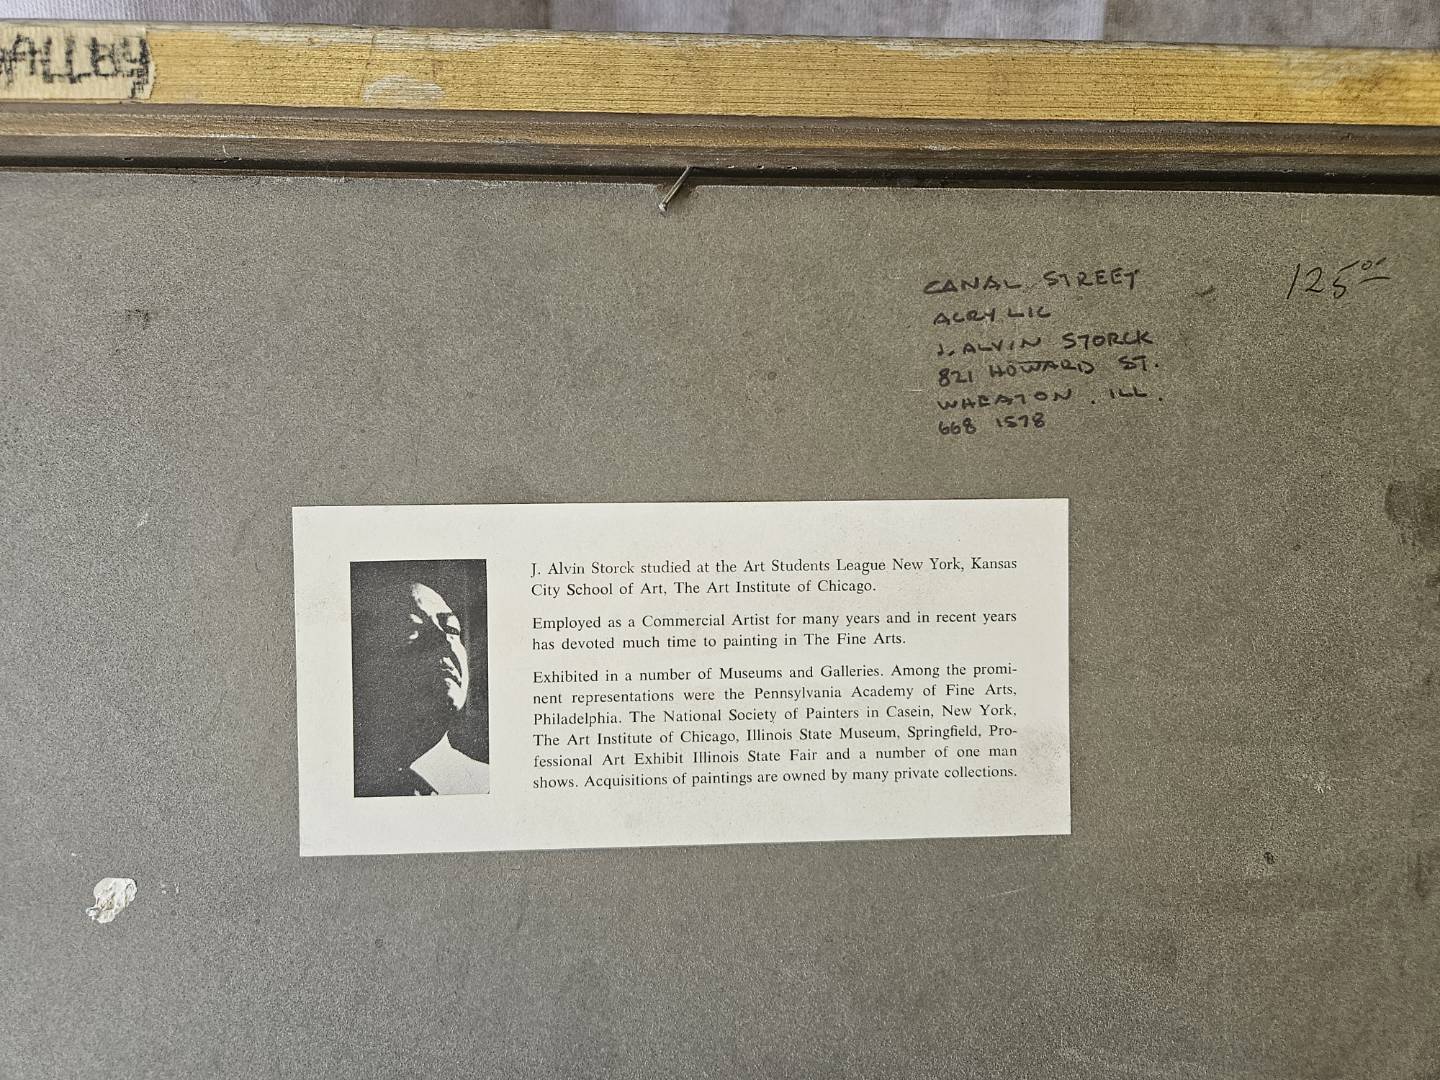 CANAL STREET
125.00
ACRYLIC
J. ALVIN STORCK
821 HOWARD ST.
WHEATON. ILL.
668 1578
J. Alvin Storck studied at the Art Students League New York, Kansas
City School of Art, The Art Institute of Chicago.
Employed as a Commercial Artist for many years and in recent years
has devoted much time to painting in The Fine Arts.
Exhibited in a number of Museums and Galleries. Among the promi-
nent representations were the Pennsylvania Academy of Fine Arts,
Philadelphia. The National Society of Painters in Casein, New York,
The Art Institute of Chicago, Illinois State Museum, Springfield, Pro-
fessional Art Exhibit Illinois State Fair and a number of one man
shows. Acquisitions of paintings are owned by many private collections.